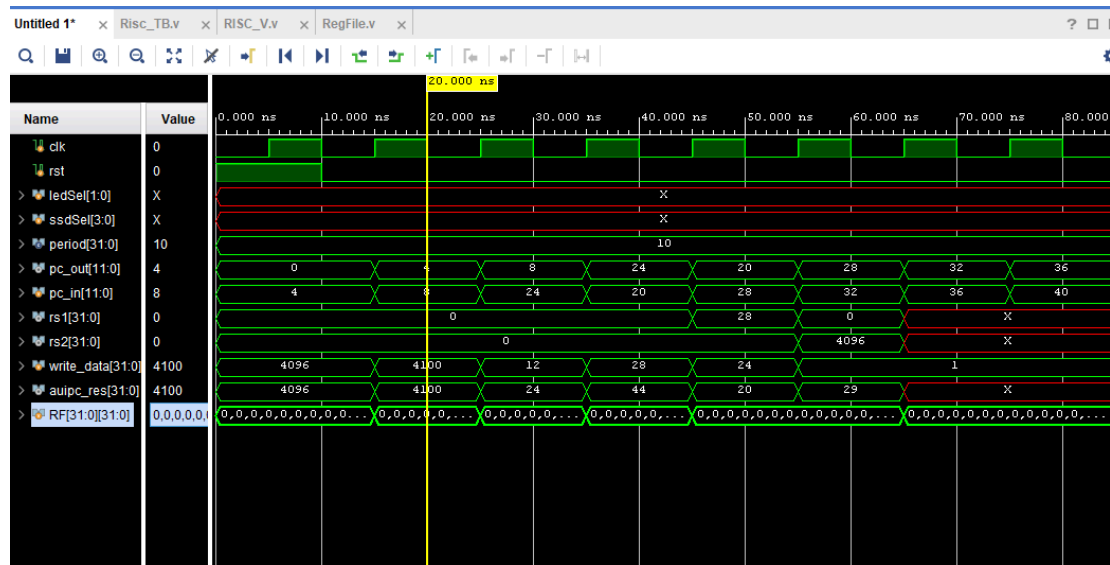 Untitled 1* × Risc_TB.v × RISC_V.v × RegFile.v × ?
20.000 ns
Name Value 0.000 ns 10.000 ns 20.000 ns 30.000 ns 40.000 ns 50.000 ns 60.000 ns 70.000 ns 80.000
clk 0
rst 0
> ledSel[1:0] X X
> ssdSel[3:0] X X
> period[31:0] 10 10
> pc_out[11:0] 4 0 4 8 24 20 28 32 36
> pc_in[11:0] 8 4 8 24 20 28 32 36 40
> rs1[31:0] 0 0 28 0 X
> rs2[31:0] 0 0 4096 X
> write_data[31:0] 4100 4096 4100 12 28 24 1
> auipc_res[31:0] 4100 4096 4100 24 44 20 29 X
> RF[31:0][31:0] 0,0,0,0,0, 0,0,0,0,0,0,0,0,0,0,0... 0,0,0,0,0,... 0,0,0,0,0,0,... 0,0,0,0,0,0,... 0,0,0,0,0,0,0,0,0,0,0... 0,0,0,0,0,0,0,0,0,0,0,0,0,0,...